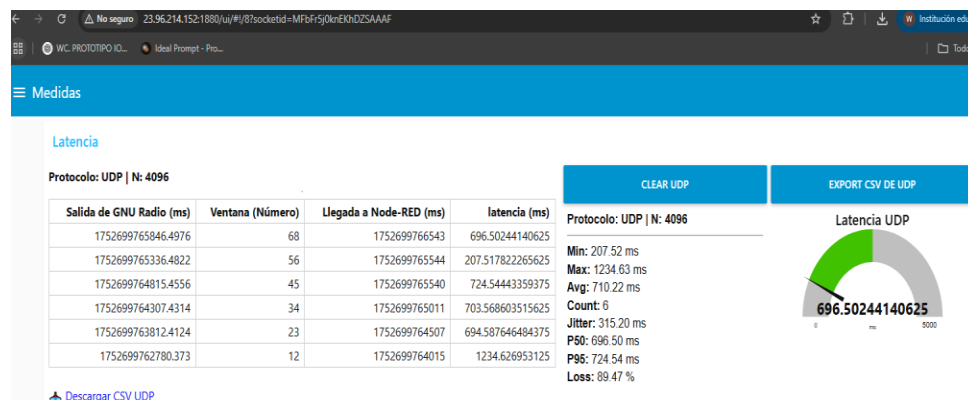 No seguro 23.96.214.152:1880/ui/#!/8?socketid=MFbFr5j0knEKhDZSAAAF
W Institución edu
WC. PROTOTIPO IO... Ideal Prompt - Pro...
Medidas
Latencia
Protocolo: UDP | N: 4096
Salida de GNU Radio (ms) Ventana (Número) Llegada a Node-RED (ms) latencia (ms)
1752699765846.4976 68 1752699766543 696.50244140625
1752699765336.4822 56 1752699765544 207.517822265625
1752699764815.4556 45 1752699765540 724.54443359375
1752699764307.4314 34 1752699765011 703.568603515625
1752699763812.4124 23 1752699764507 694.587646484375
1752699762780.373 12 1752699764015 1234.626953125
Descargar CSV UDP
CLEAR UDP
Protocolo: UDP | N: 4096
Min: 207.52 ms
Max: 1234.63 ms
Avg: 710.22 ms
Count: 6
Jitter: 315.20 ms
P50: 696.50 ms
P95: 724.54 ms
Loss: 89.47 %
EXPORT CSV DE UDP
Latencia UDP
696.50244140625
0 ms 5000